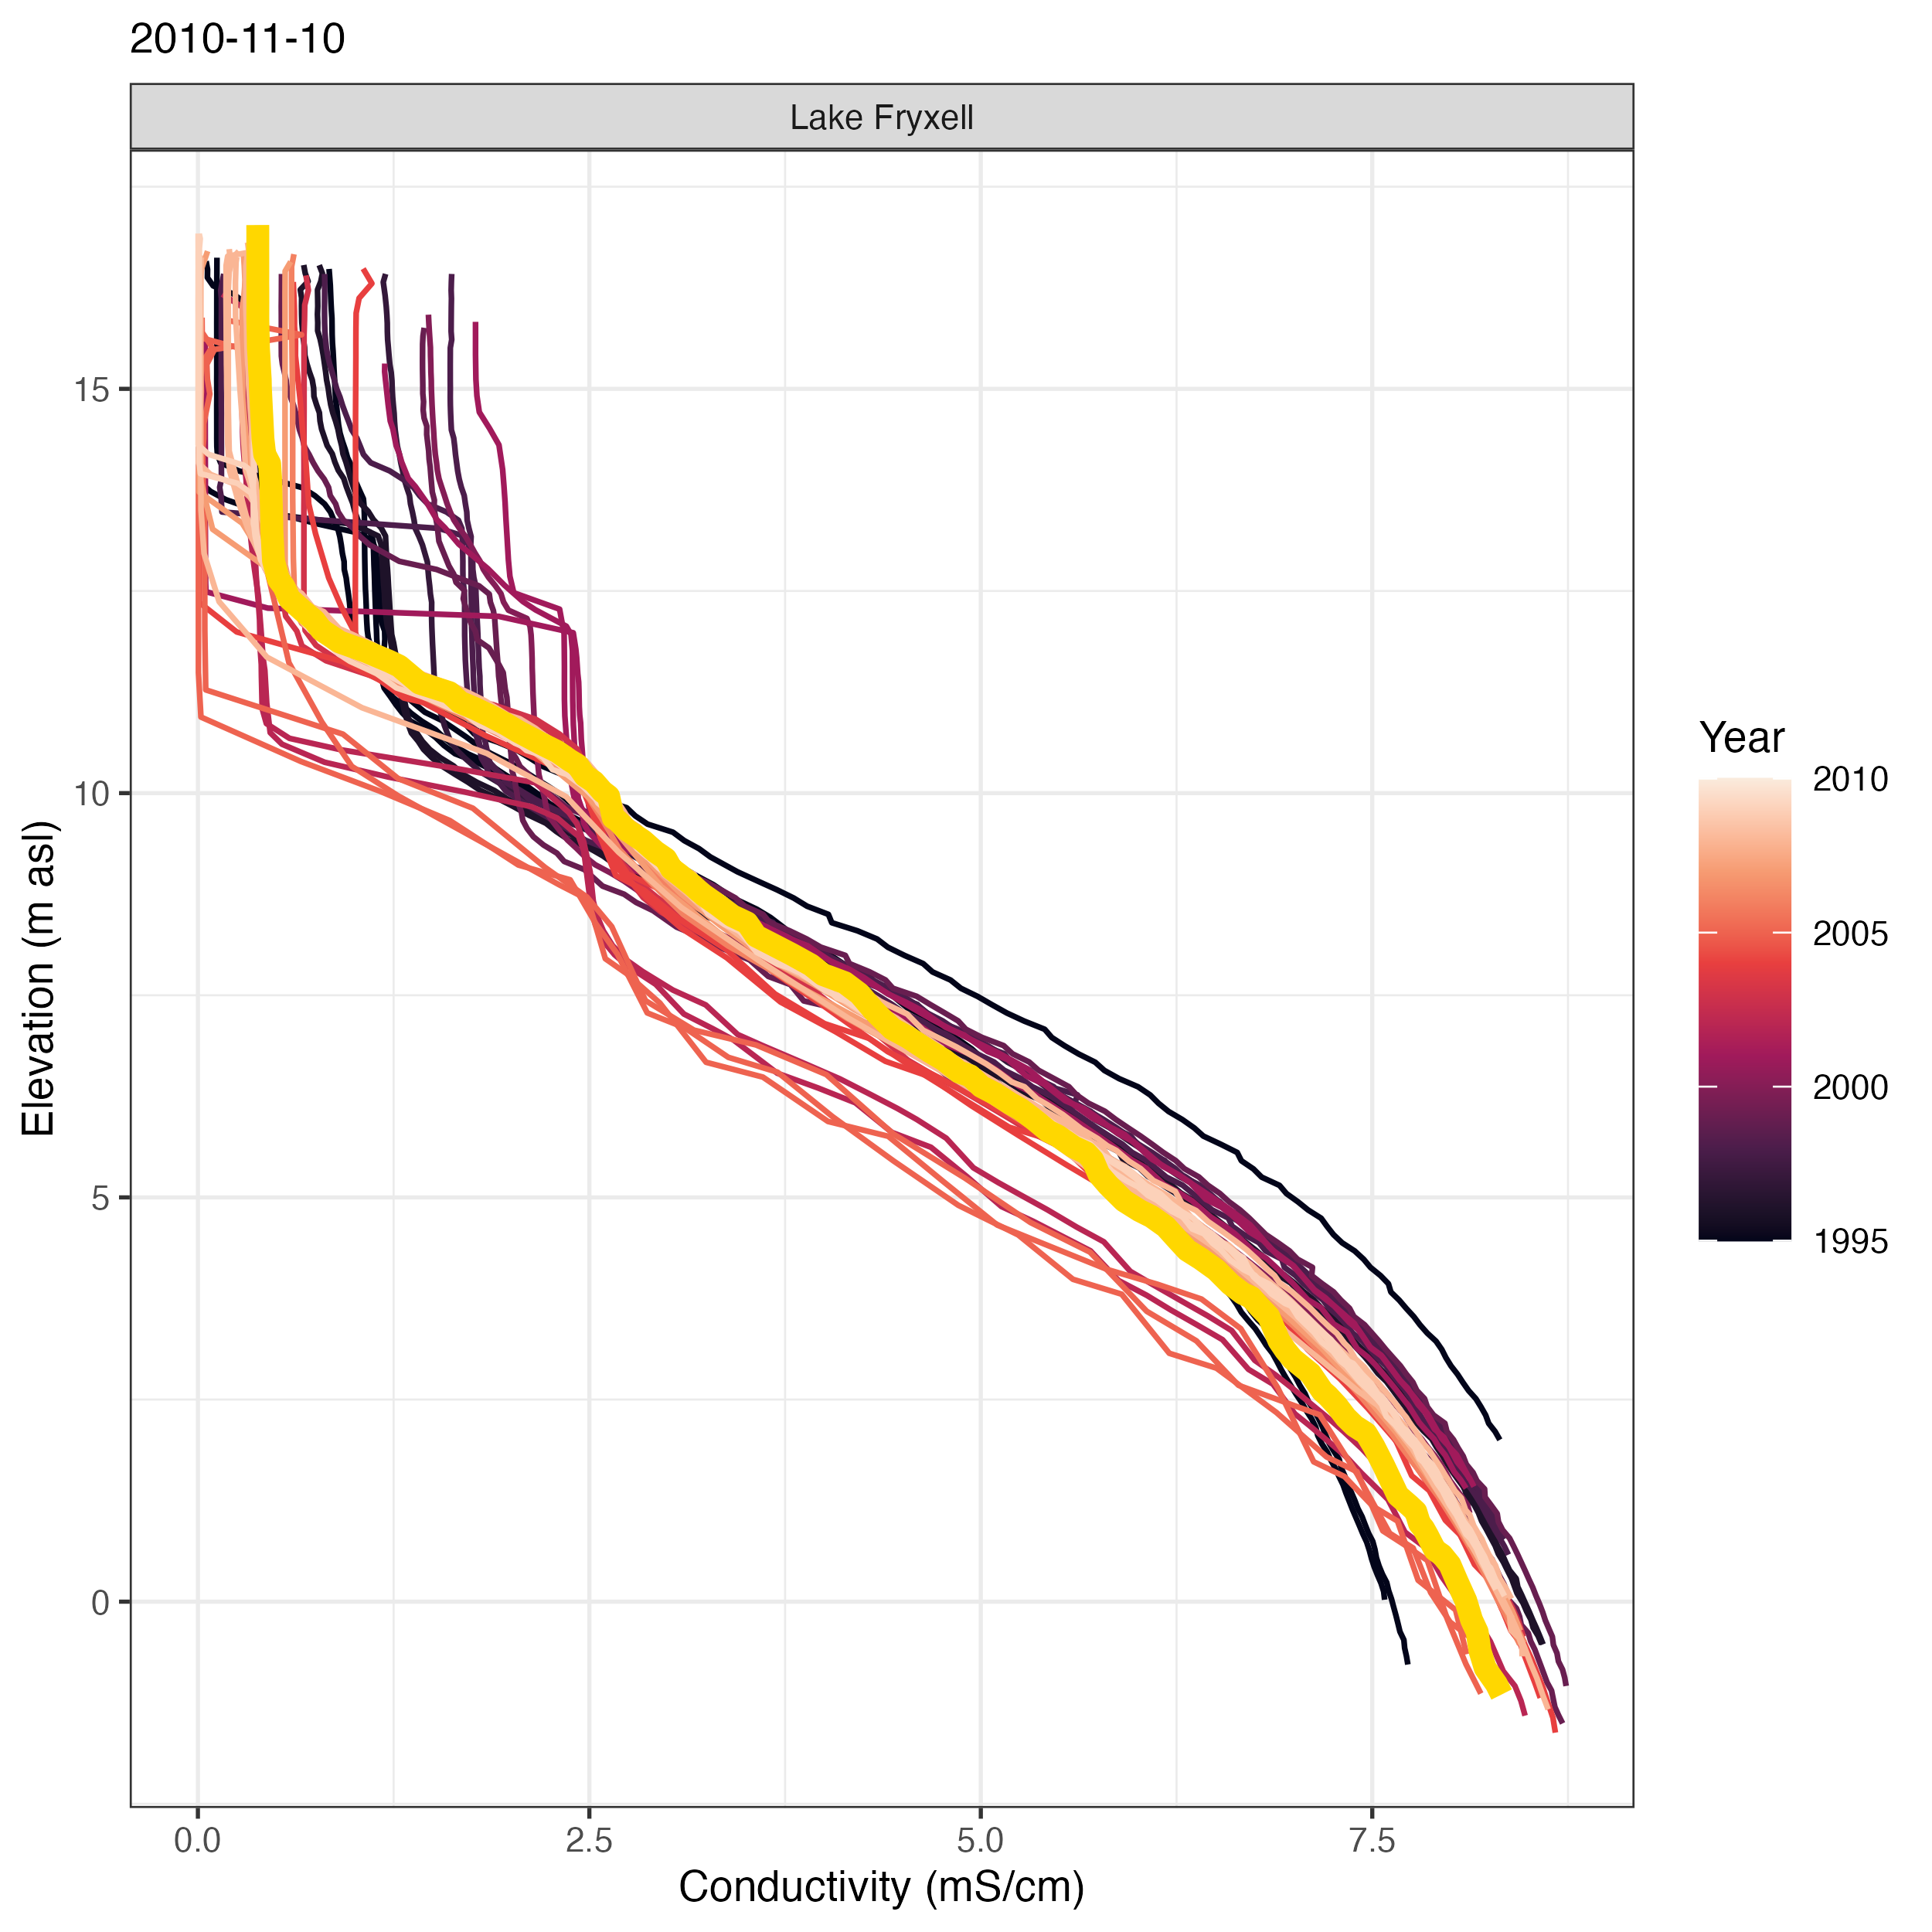 2010-11-10
Lake Fryxell
Elevation (m asl)
15
10
5
0
0.0 2.5 5.0 7.5
Conductivity (mS/cm)
Year
2010
2005
2000
1995